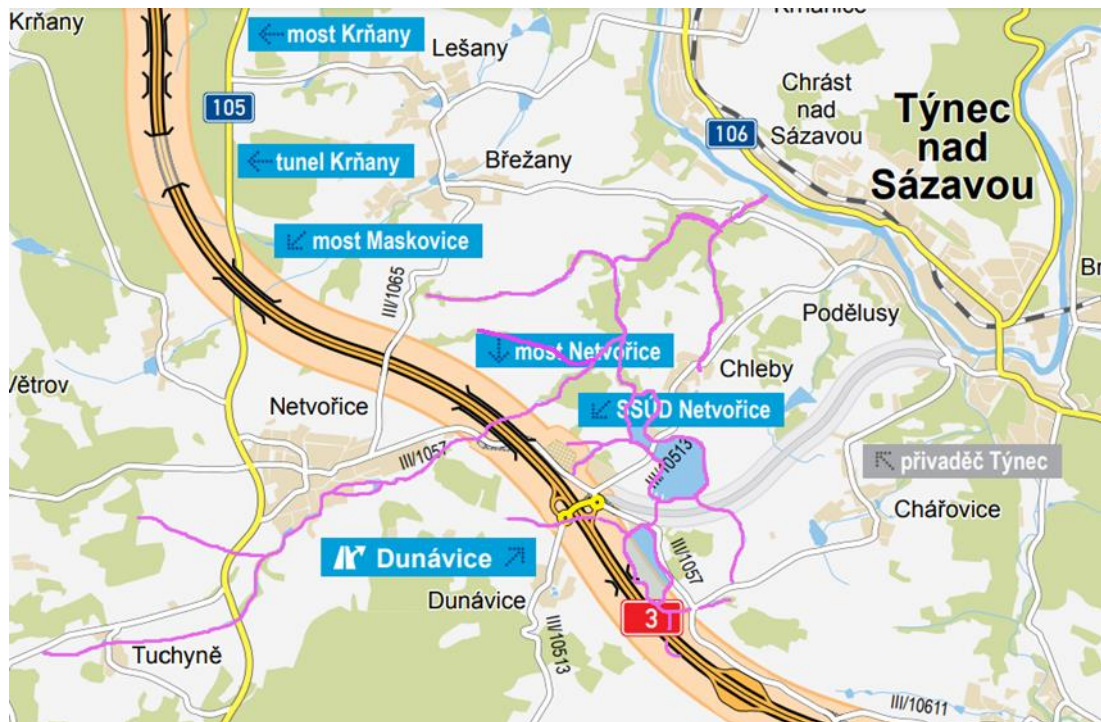 Krňany
most Krňany
Lešany
Chrást
nad
Sázavou
Týnec
nad
Sázavou
105
106
tunel Krňany
Břežany
most Maskovice
III/1065
Podělusy
most Netvořice
Chleby
Větrov
Netvořice
SSÚD Netvořice
III/1057
III/10513
přivaděč Týnec
Chářovice
Dunávice
III/1057
Dunávice
3
III/10513
Tuchyně
III/10611